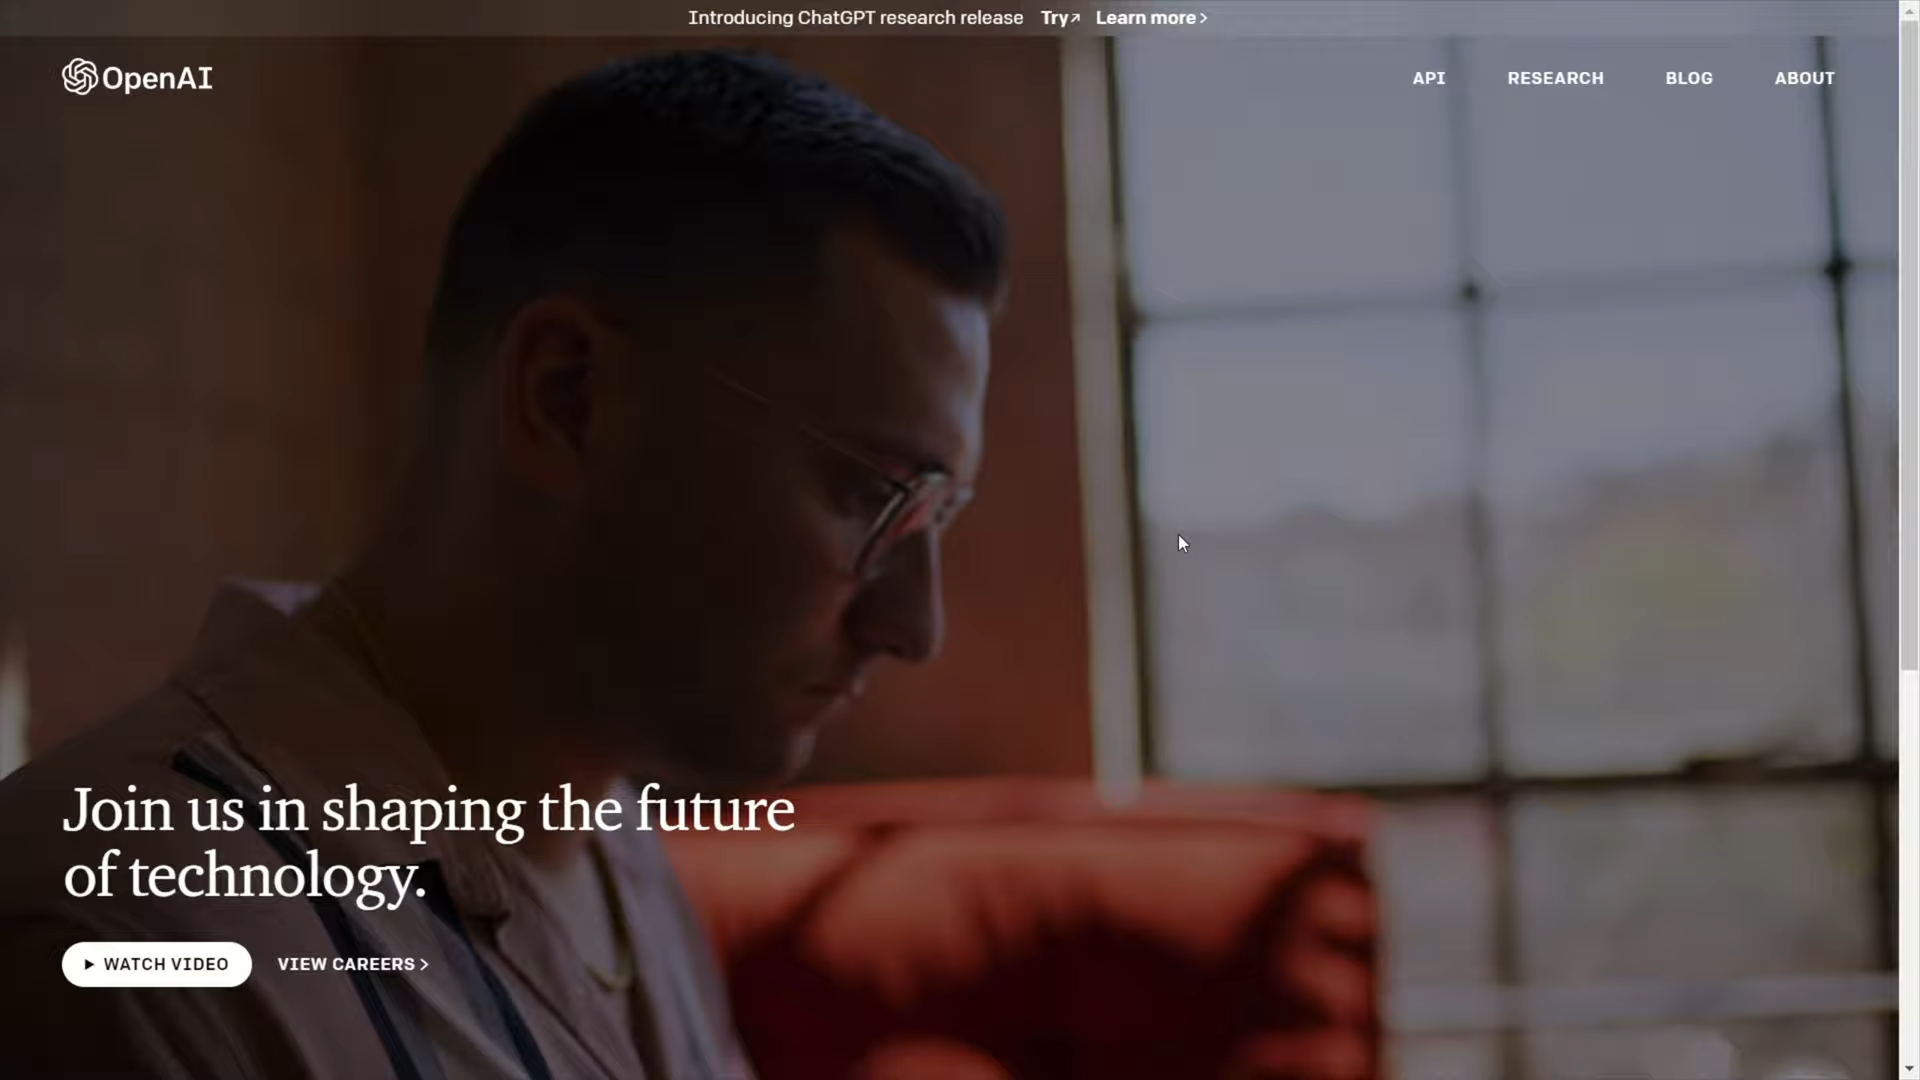 Introducing ChatGPT research release Try↗ Learn more >
OpenAI
API RESEARCH BLOG ABOUT
Join us in shaping the future
of technology.
▶ WATCH VIDEO VIEW CAREERS >